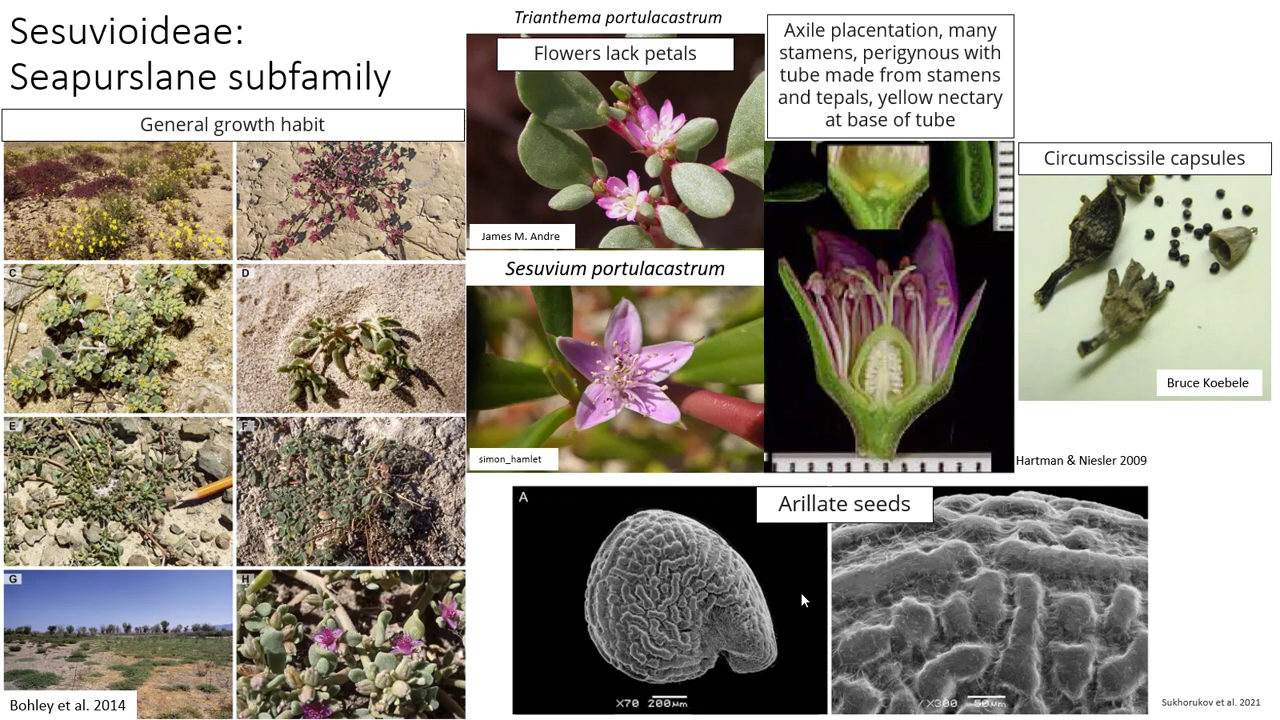 Sesuvioideae:
Seapurslane subfamily
General growth habit
C
D
E
F
G
H
Bohley et al. 2014
Trianthema portulacastrum
Flowers lack petals
James M. Andre
Sesuvium portulacastrum
simon_hamlet
Axile placentation, many
stamens, perigynous with
tube made from stamens
and tepals, yellow nectary
at base of tube
Hartman & Niesler 2009
Circumscissile capsules
Bruce Koebele
Arillate seeds
A
X70 200µm
X300 50µm
Sukhorukov et al. 2021